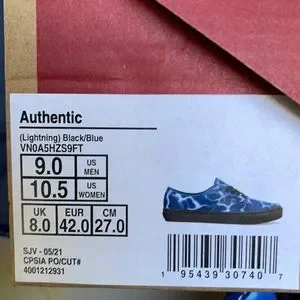 Authentic
(Lightning) Black/Blue
VN0A5HZS9FT
9.0 US MEN
10.5 US WOMEN
UK EUR CM
8.0 42.0 27.0
SJV - 05/21
CPSIA PO/CUT#
4001212931
1 95439 30740 7